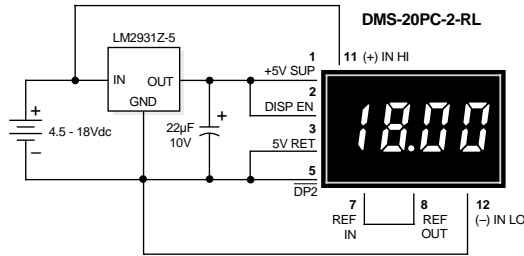 DMS-20PC-2-RL
LM2931Z-5
1
11 (+) IN HI
+5V SUP
IN
OUT
GND
2
DISP EN
+
4.5 - 18Vdc
–
22µF
10V
+
3
5V RET
18.00
5
DP2
7
REF
IN
8
REF
OUT
12
(–) IN LO